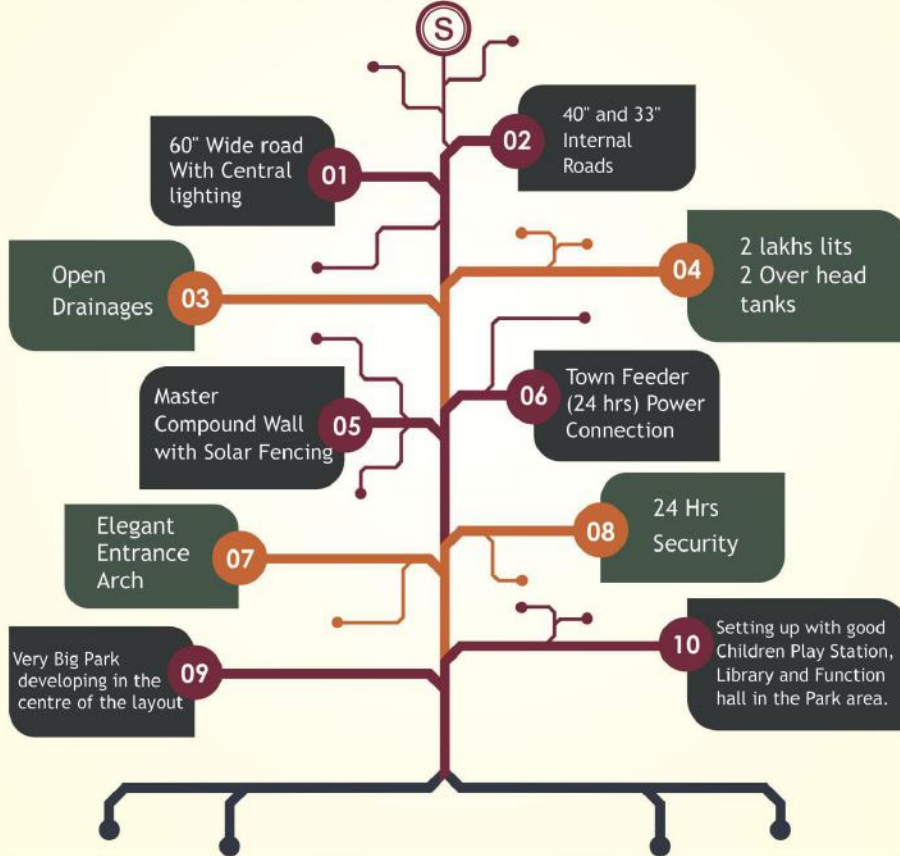 S
01
60" Wide road
With Central
lighting
02
40" and 33"
Internal
Roads
03
Open
Drainages
04
2 lakhs lits
2 Over head
tanks
05
Master
Compound Wall
with Solar Fencing
06
Town Feeder
(24 hrs) Power
Connection
07
Elegant
Entrance
Arch
08
24 Hrs
Security
09
Very Big Park
developing in the
centre of the layout
10
Setting up with good
Children Play Station,
Library and Function
hall in the Park area.